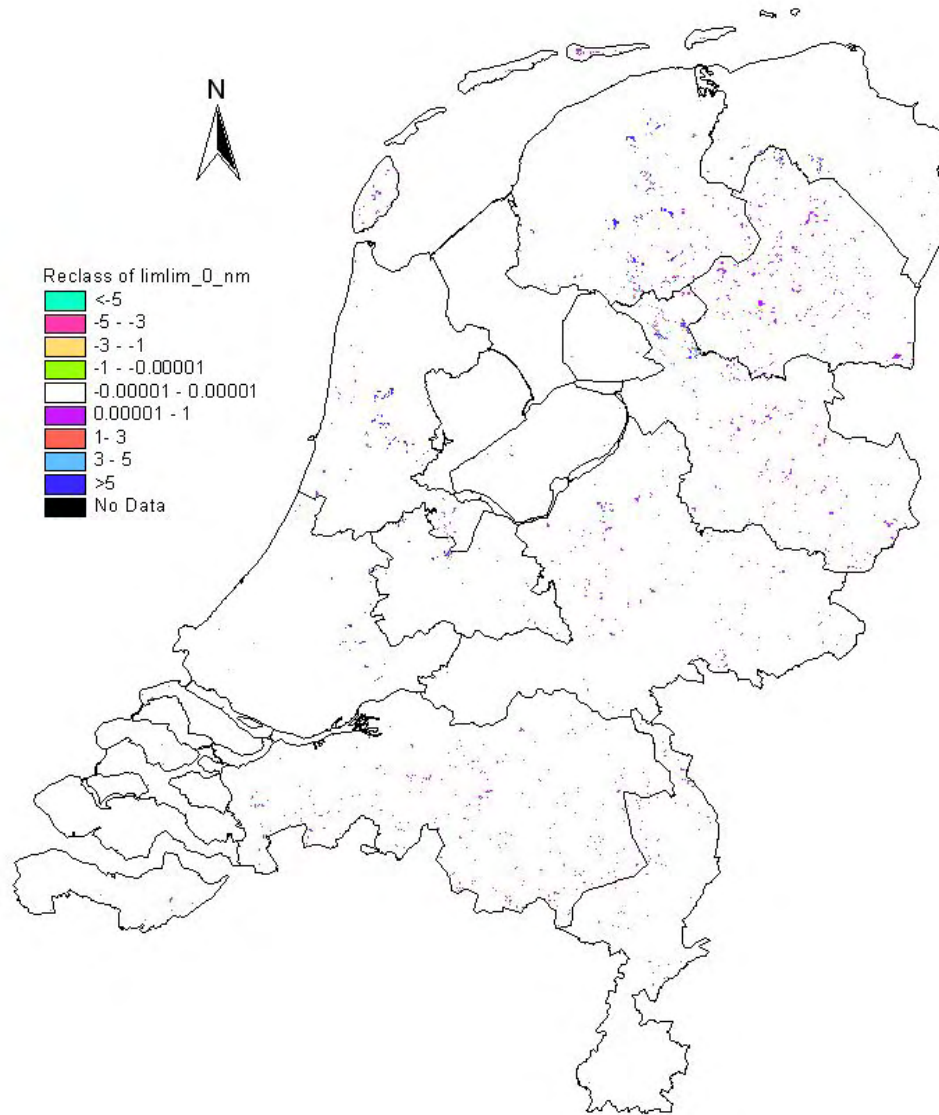 N
Reclass of limlim_0_nm
<-5
-5 - -3
-3 - -1
-1 - -0.00001
-0.00001 - 0.00001
0.00001 - 1
1- 3
3 - 5
>5
No Data